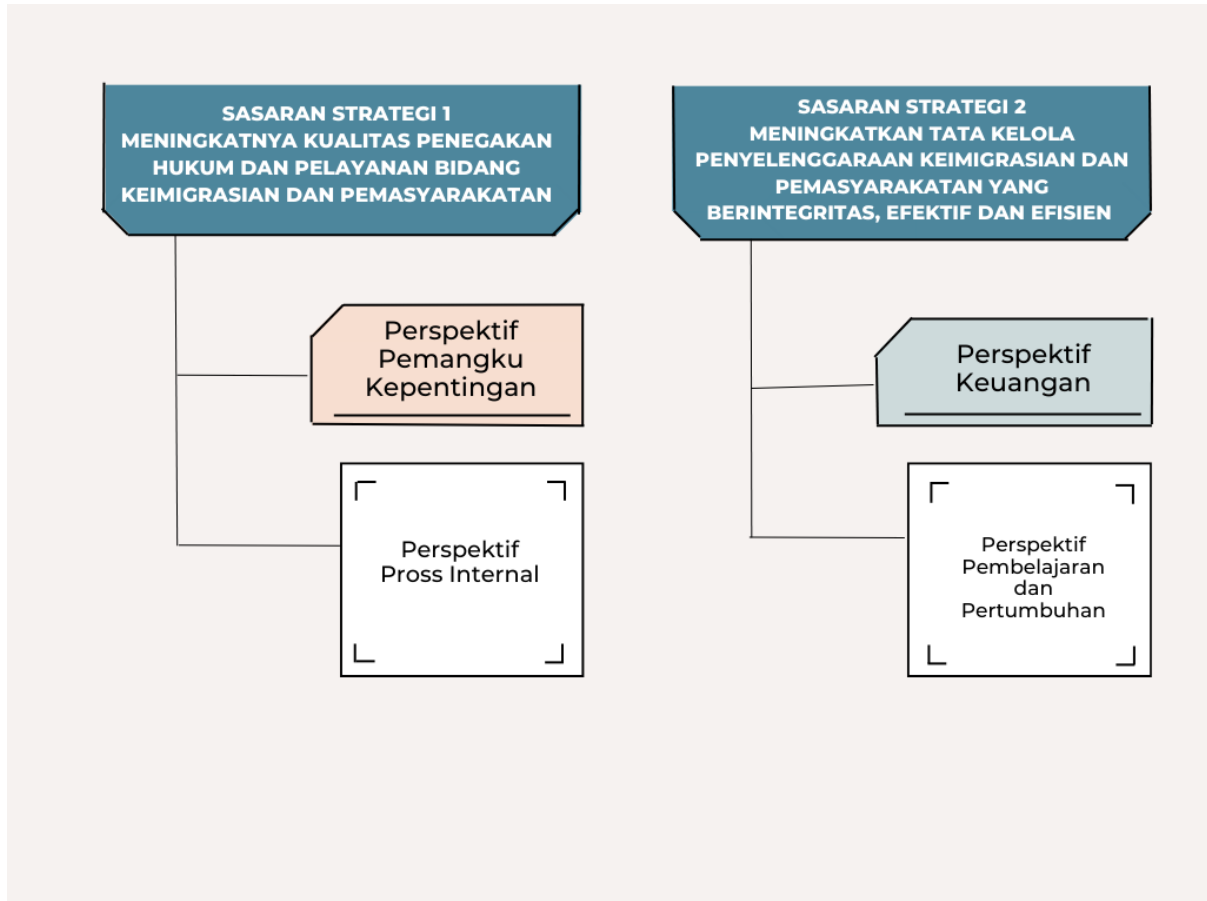 SASARAN STRATEGI 1
MENINGKATNYA KUALITAS PENEGAKAN
HUKUM DAN PELAYANAN BIDANG
KEIMIGRASIAN DAN PEMASYARAKATAN
Perspektif
Pemangku
Kepentingan
Perspektif
Pross Internal
SASARAN STRATEGI 2
MENINGKATKAN TATA KELOLA
PENYELENGGARAAN KEIMIGRASIAN DAN
PEMASYARAKATAN YANG
BERINTEGRITAS, EFEKTIF DAN EFISIEN
Perspektif
Keuangan
Perspektif
Pembelajaran
dan
Pertumbuhan